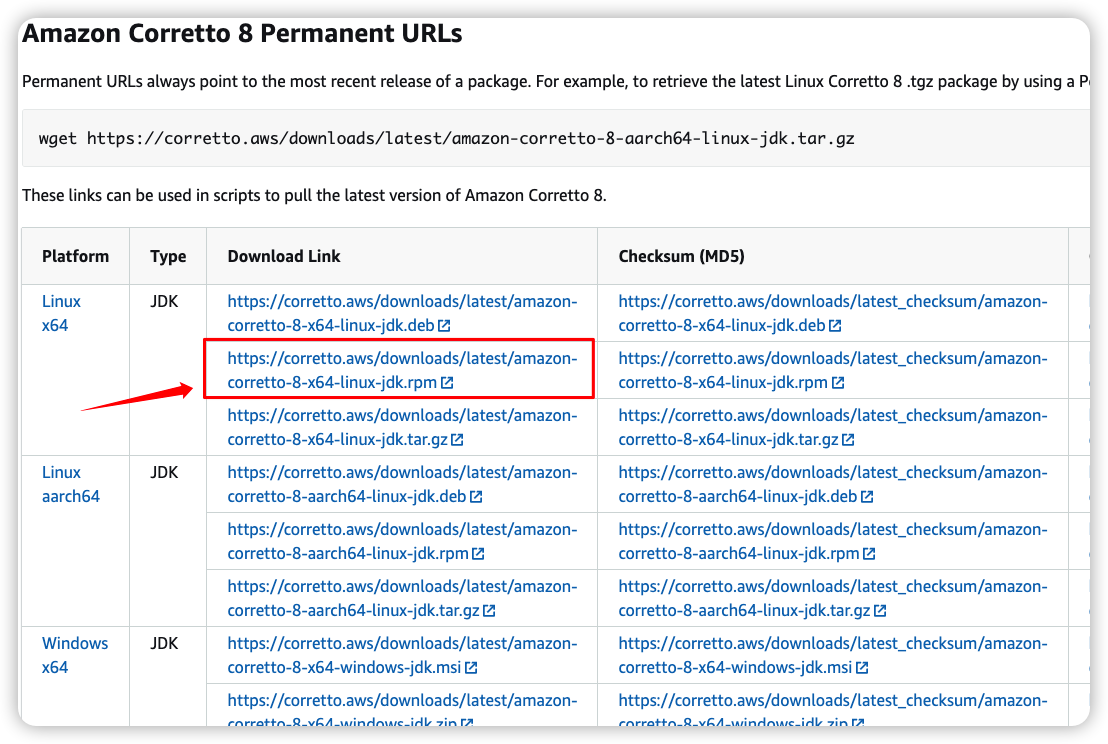 Amazon Corretto 8 Permanent URLs
Permanent URLs always point to the most recent release of a package. For example, to retrieve the latest Linux Corretto 8 .tgz package by using a
wget https://corretto.aws/downloads/latest/amazon-corretto-8-aarch64-linux-jdk.tar.gz
These links can be used in scripts to pull the latest version of Amazon Corretto 8.
Platform Type Download Link Checksum (MD5)
Linux JDK https://corretto.aws/downloads/latest/amazon- https://corretto.aws/downloads/latest_checksum/amazon-
x64 corretto-8-x64-linux-jdk.deb corretto-8-x64-linux-jdk.deb
https://corretto.aws/downloads/latest/amazon- https://corretto.aws/downloads/latest_checksum/amazon-
corretto-8-x64-linux-jdk.rpm corretto-8-x64-linux-jdk.rpm
https://corretto.aws/downloads/latest/amazon- https://corretto.aws/downloads/latest_checksum/amazon-
corretto-8-x64-linux-jdk.tar.gz corretto-8-x64-linux-jdk.tar.gz
Linux JDK https://corretto.aws/downloads/latest/amazon- https://corretto.aws/downloads/latest_checksum/amazon-
aarch64 corretto-8-aarch64-linux-jdk.deb corretto-8-aarch64-linux-jdk.deb
https://corretto.aws/downloads/latest/amazon- https://corretto.aws/downloads/latest_checksum/amazon-
corretto-8-aarch64-linux-jdk.rpm corretto-8-aarch64-linux-jdk.rpm
https://corretto.aws/downloads/latest/amazon- https://corretto.aws/downloads/latest_checksum/amazon-
corretto-8-aarch64-linux-jdk.tar.gz corretto-8-aarch64-linux-jdk.tar.gz
Windows JDK https://corretto.aws/downloads/latest/amazon- https://corretto.aws/downloads/latest_checksum/amazon-
x64 corretto-8-x64-windows-jdk.msi corretto-8-x64-windows-jdk.msi
https://corretto.aws/downloads/latest/amazon- https://corretto.aws/downloads/latest_checksum/amazon-
corretto-8-x64-windows-jdk.zip corretto-8-x64-windows-jdk.zip